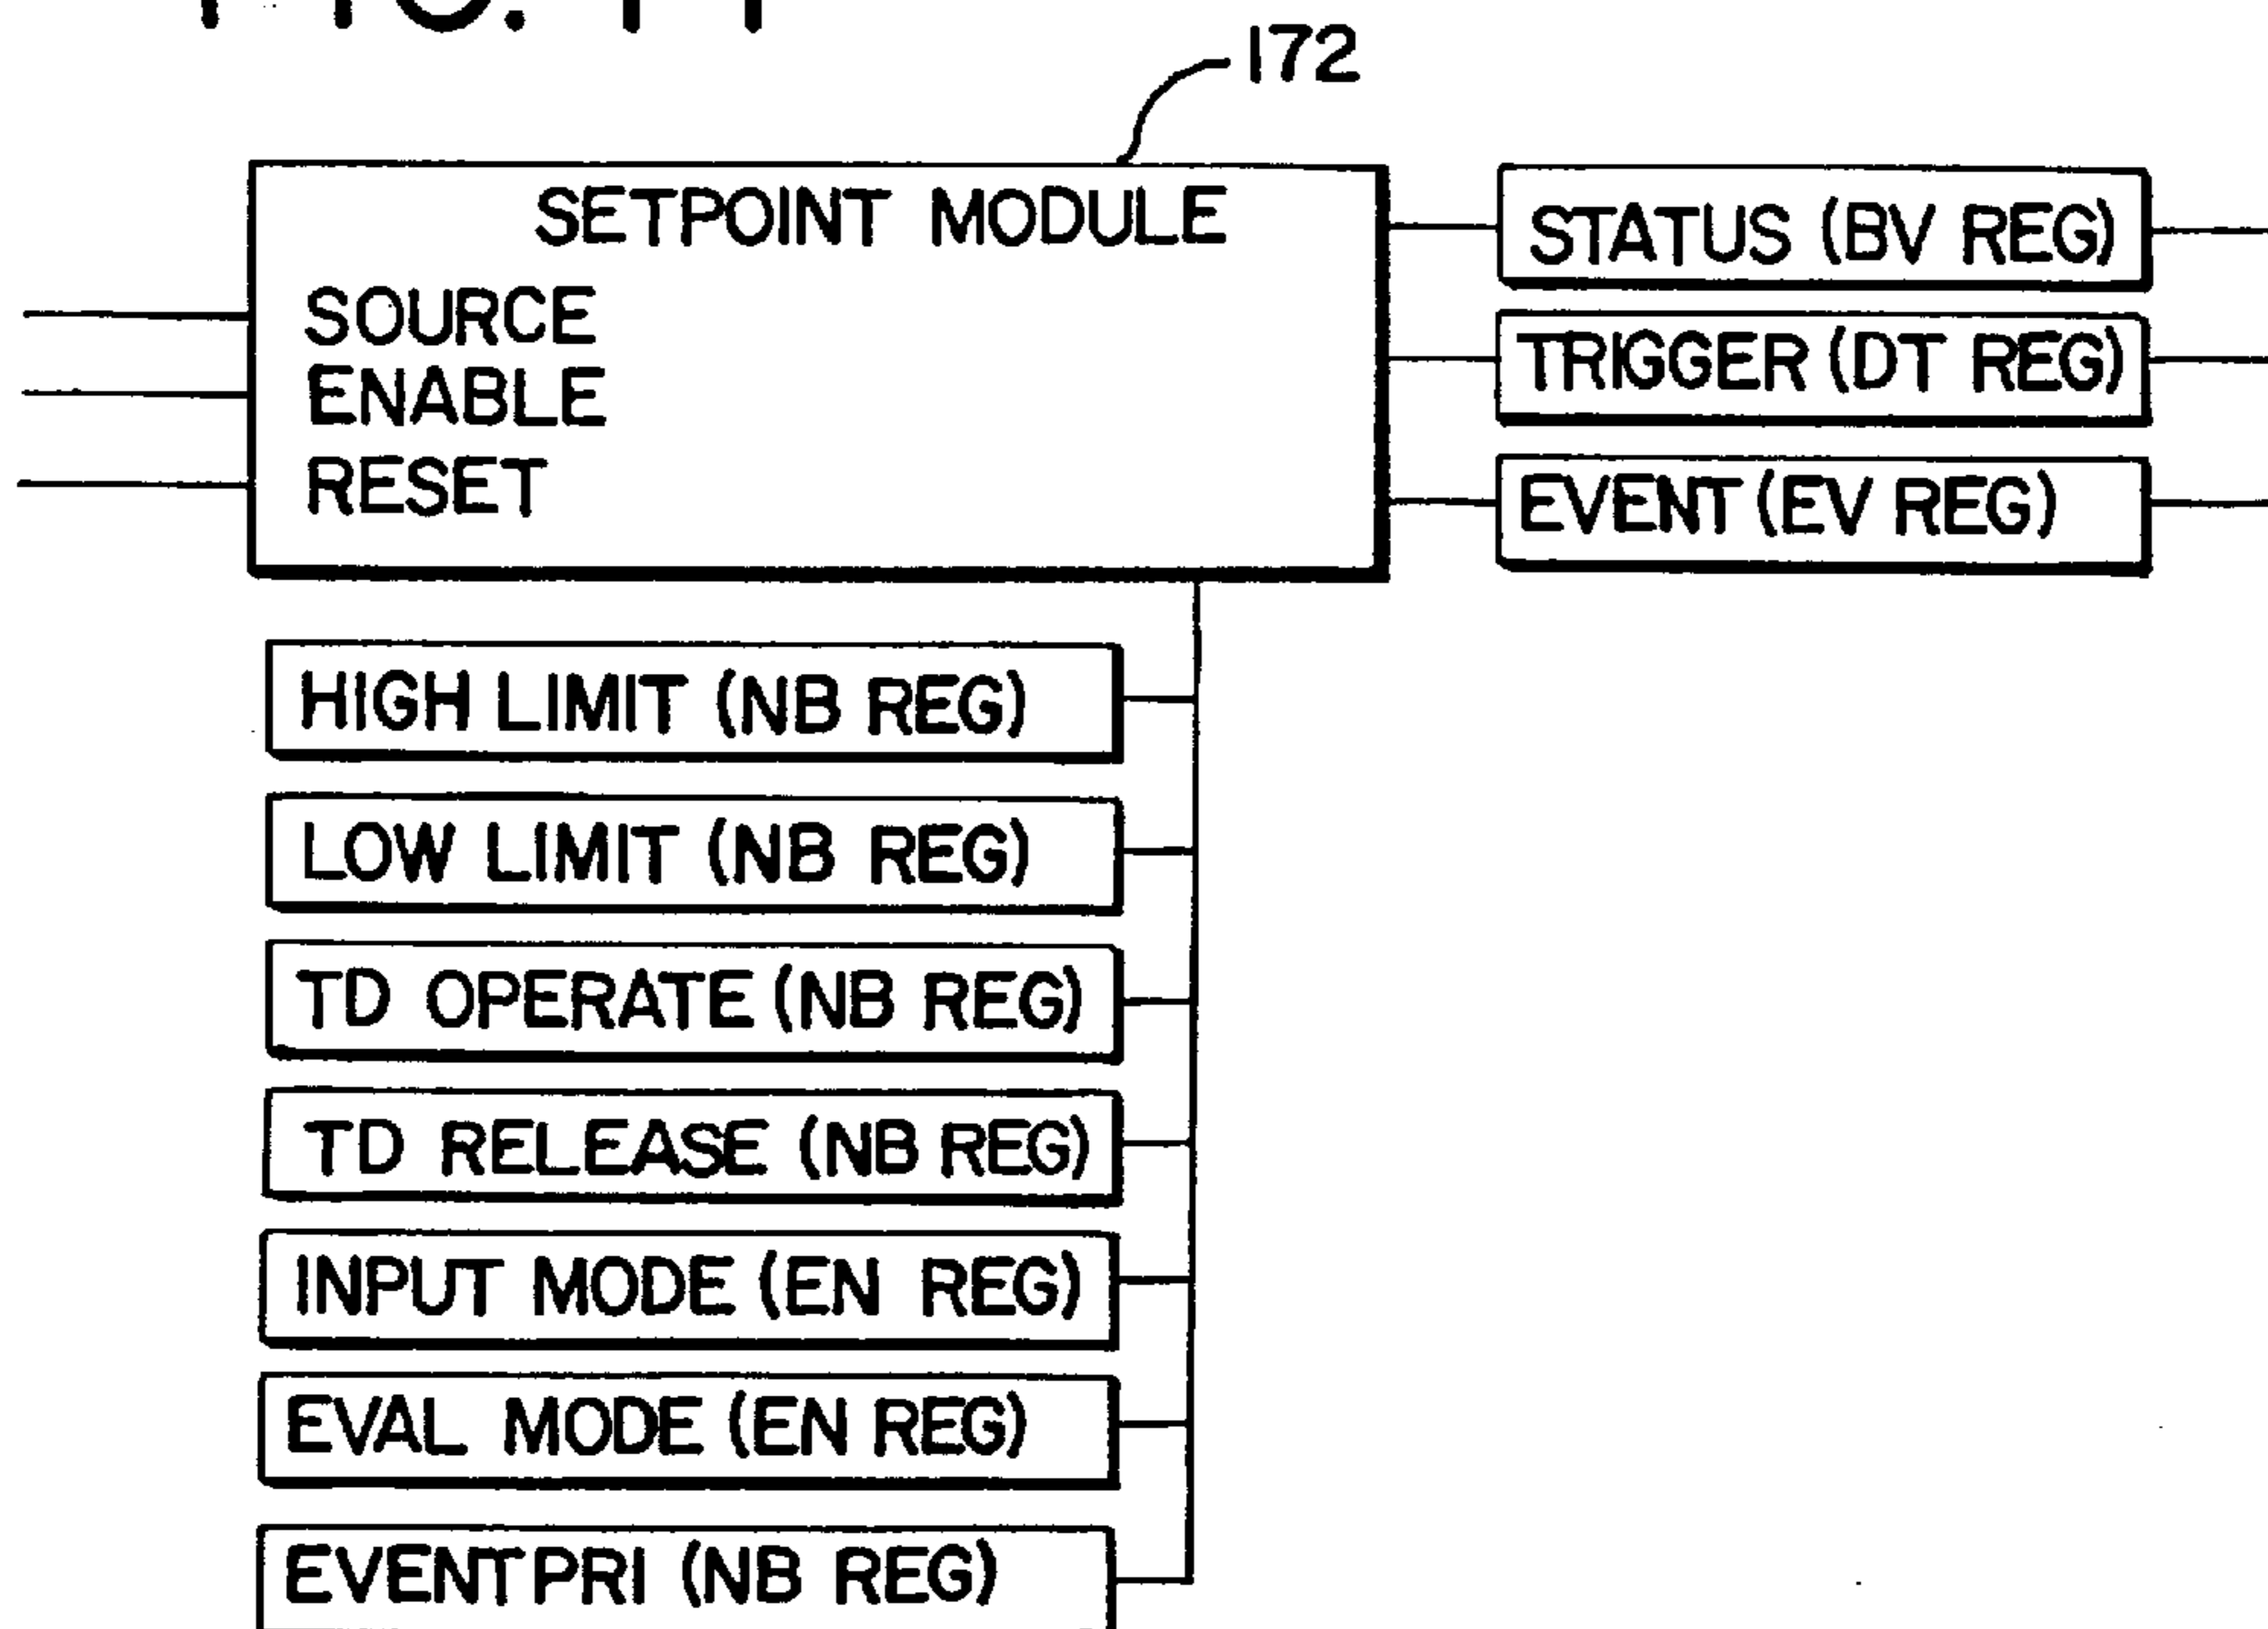 172
SETPOINT MODULE
SOURCE
ENABLE
RESET
STATUS (BV REG)
TRIGGER (DT REG)
EVENT (EV REG)
HIGH LIMIT (NB REG)
LOW LIMIT (NB REG)
TD OPERATE (NB REG)
TD RELEASE (NB REG)
INPUT MODE (EN REG)
EVAL MODE (EN REG)
EVENT PRI (NB REG)